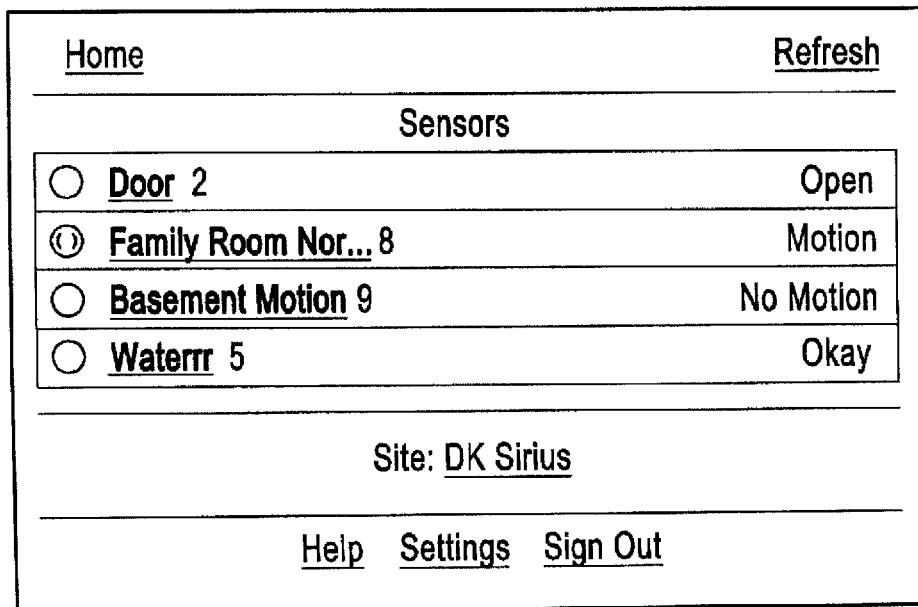 Home Refresh
Sensors
Door 2 Open
Family Room Nor... 8 Motion
Basement Motion 9 No Motion
Waterrr 5 Okay
Site: DK Sirius
Help Settings Sign Out